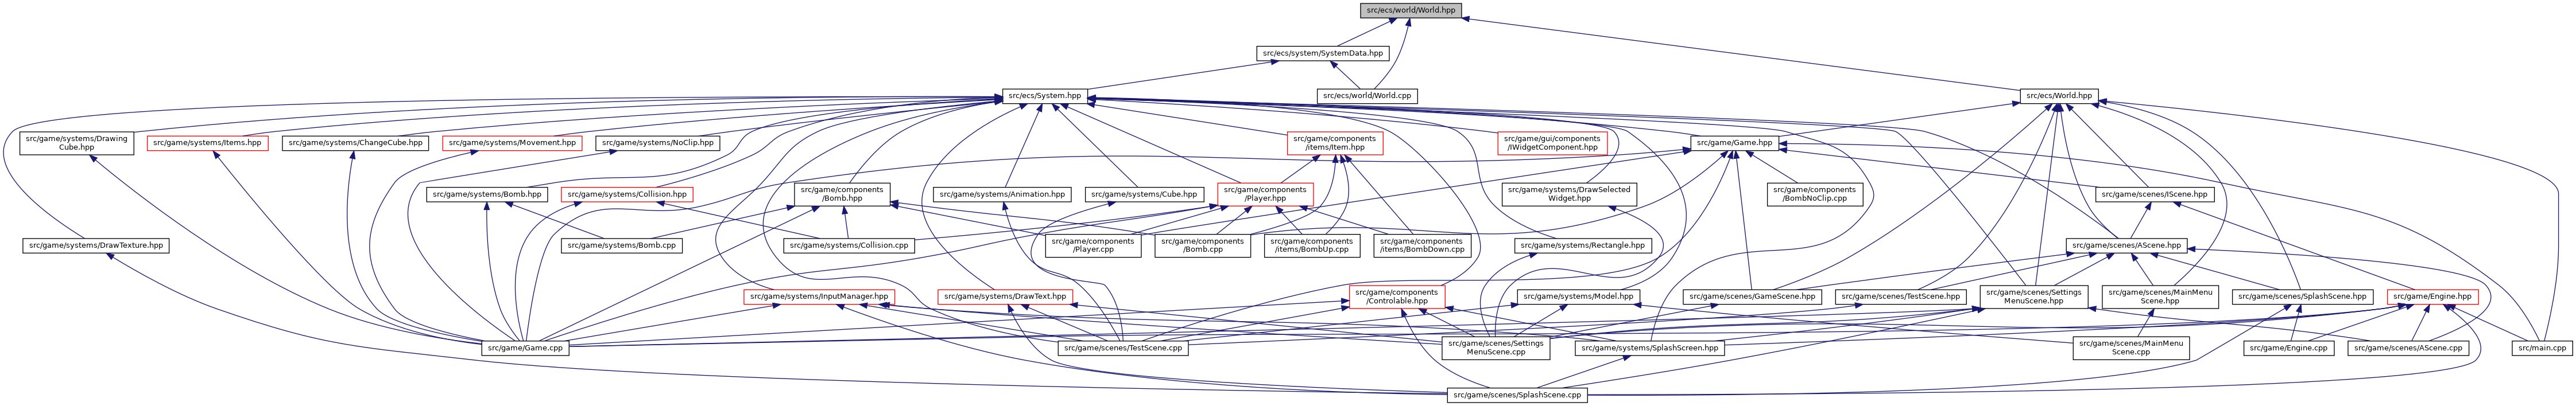 src/ecs/world/World.hpp
src/ecs/system/SystemData.hpp
src/ecs/System.hpp
src/ecs/world/World.cpp
src/ecs/World.hpp
src/game/systems/Drawing
Cube.hpp
src/game/systems/Items.hpp
src/game/systems/ChangeCube.hpp
src/game/systems/Movement.hpp
src/game/systems/NoClip.hpp
src/game/components
/items/Item.hpp
src/game/gui/components
/IWidgetComponent.hpp
src/game/Game.hpp
src/game/systems/Bomb.hpp
src/game/systems/Collision.hpp
src/game/components
/Bomb.hpp
src/game/systems/Animation.hpp
src/game/systems/Cube.hpp
src/game/components
/Player.hpp
src/game/systems/DrawSelected
Widget.hpp
src/game/components
/BombNoClip.cpp
src/game/scenes/IScene.hpp
src/game/systems/DrawTexture.hpp
src/game/systems/Bomb.cpp
src/game/systems/Collision.cpp
src/game/components
/Player.cpp
src/game/components
/Bomb.cpp
src/game/components
/items/BombUp.cpp
src/game/components
/items/BombDown.cpp
src/game/systems/Rectangle.hpp
src/game/scenes/AScene.hpp
src/game/systems/InputManager.hpp
src/game/systems/DrawText.hpp
src/game/components
/Controlable.hpp
src/game/systems/Model.hpp
src/game/scenes/GameScene.hpp
src/game/scenes/TestScene.hpp
src/game/scenes/Settings
MenuScene.hpp
src/game/scenes/MainMenu
Scene.hpp
src/game/scenes/SplashScene.hpp
src/game/Engine.hpp
src/game/Game.cpp
src/game/scenes/TestScene.cpp
src/game/scenes/Settings
MenuScene.cpp
src/game/systems/SplashScreen.hpp
src/game/scenes/MainMenu
Scene.cpp
src/game/Engine.cpp
src/game/scenes/AScene.cpp
src/main.cpp
src/game/scenes/SplashScene.cpp